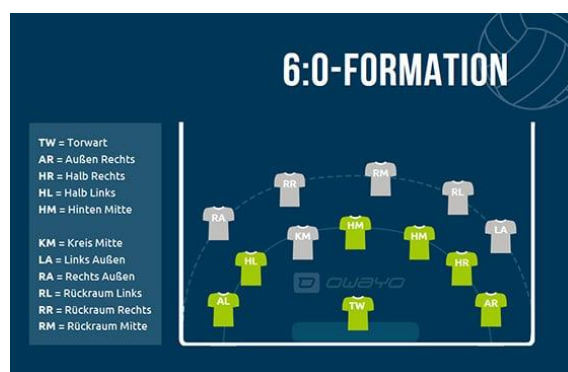 6:0-FORMATION
TW = Torwart
AR = Außen Rechts
HR = Halb Rechts
HL = Halb Links
HM = Hinten Mitte
KM = Kreis Mitte
LA = Links Außen
RA = Rechts Außen
RL = Rückraum Links
RR = Rückraum Rechts
RM = Rückraum Mitte
RM
RR
RL
RA
HM
KM
HM
LA
HL
HR
owayo
AL
TW
AR